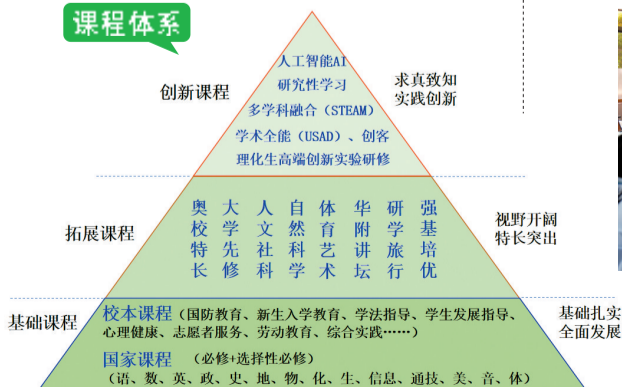 课程体系
创新课程
人工智能AI
研究性学习
多学科融合（STEAM）
学术全能（USAD）、创客
理化生高端创新实验研修
求真致知
实践创新
拓展课程
奥校特长
大学先修
人文社科
自然科学
体育艺术
华附讲坛
研学旅行
强基培优
视野开阔
特长突出
基础课程
校本课程（国防教育、新生入学教育、学法指导、学生发展指导、
心理健康、志愿者服务、劳动教育、综合实践……）
国家课程　（必修+选择性必修）
（语、数、英、政、史、地、物、化、生、信息、通技、美、音、体）
基础扎实
全面发展